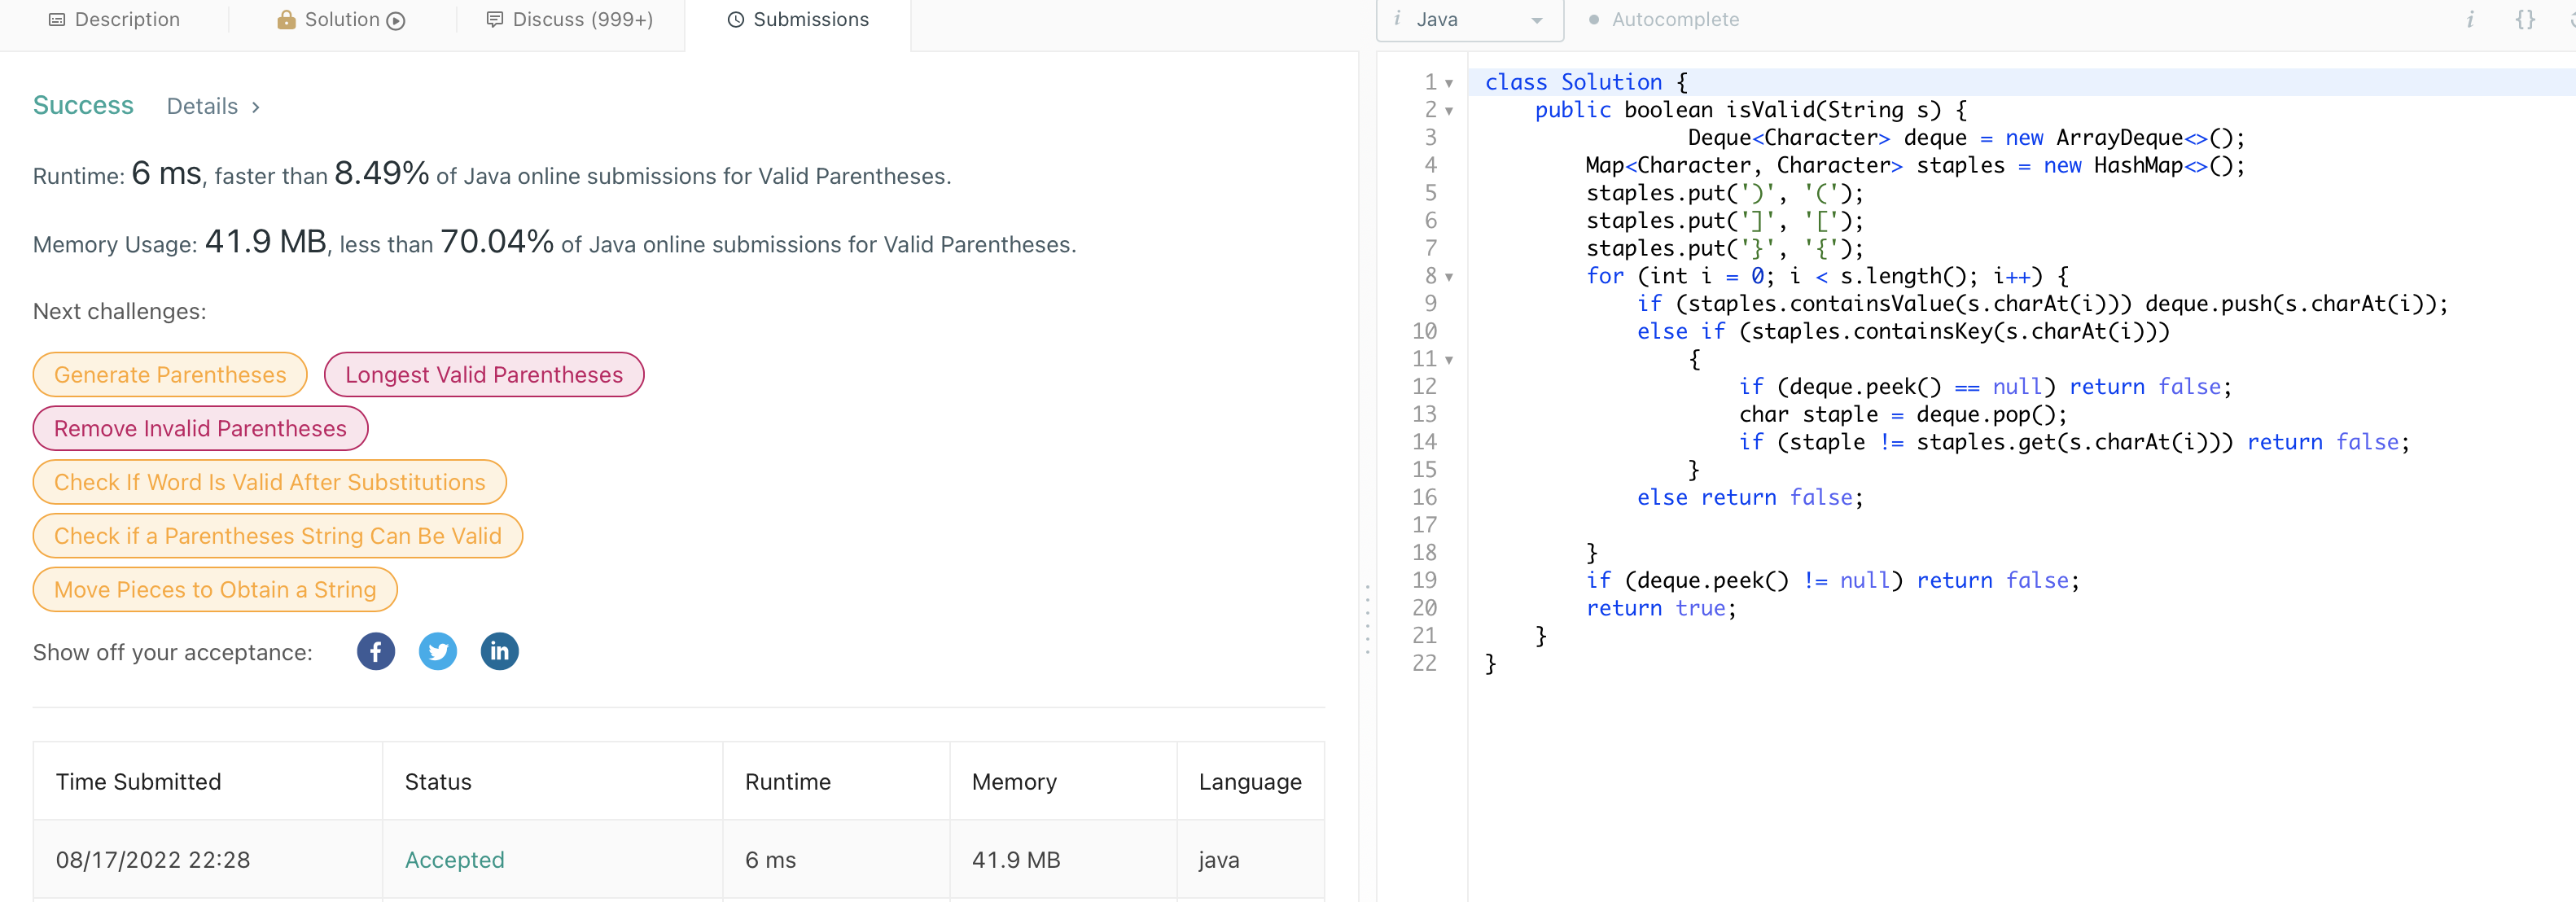 Description
Solution
Discuss (999+)
Submissions
i Java
Autocomplete
i {}
Success Details >
Runtime: 6 ms, faster than 8.49% of Java online submissions for Valid Parentheses.
Memory Usage: 41.9 MB, less than 70.04% of Java online submissions for Valid Parentheses.
Next challenges:
Generate Parentheses
Longest Valid Parentheses
Remove Invalid Parentheses
Check If Word Is Valid After Substitutions
Check if a Parentheses String Can Be Valid
Move Pieces to Obtain a String
Show off your acceptance: f in
Time Submitted Status Runtime Memory Language
08/17/2022 22:28 Accepted 6 ms 41.9 MB java
1 class Solution {
2     public boolean isValid(String s) {
3                 Deque<Character> deque = new ArrayDeque<>();
4         Map<Character, Character> staples = new HashMap<>();
5         staples.put(')', '(');
6         staples.put(']', '[');
7         staples.put('}', '{');
8         for (int i = 0; i < s.length(); i++) {
9             if (staples.containsValue(s.charAt(i))) deque.push(s.charAt(i));
10             else if (staples.containsKey(s.charAt(i)))
11                 {
12                     if (deque.peek() == null) return false;
13                     char staple = deque.pop();
14                     if (staple != staples.get(s.charAt(i))) return false;
15                 }
16             else return false;
17
18         }
19         if (deque.peek() != null) return false;
20         return true;
21     }
22 }